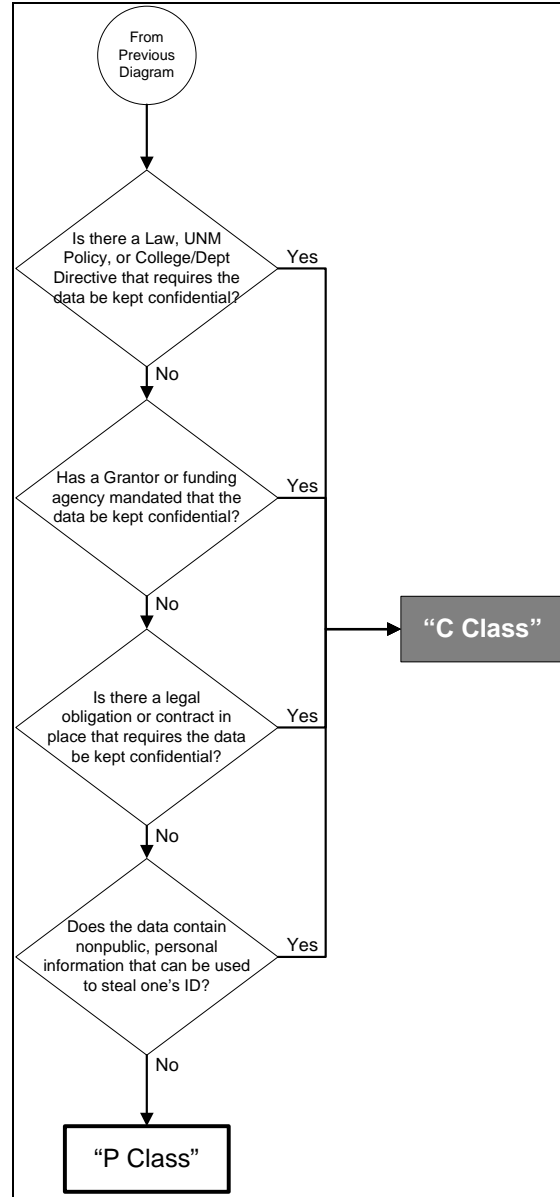 From
Previous
Diagram
Is there a Law, UNM
Policy, or College/Dept
Directive that requires the
data be kept confidential?
Yes
No
Has a Grantor or funding
agency mandated that the
data be kept confidential?
Yes
No
“C Class”
Is there a legal
obligation or contract in
place that requires the data
be kept confidential?
Yes
No
Does the data contain
nonpublic, personal
information that can be used
to steal one’s ID?
Yes
No
“P Class”